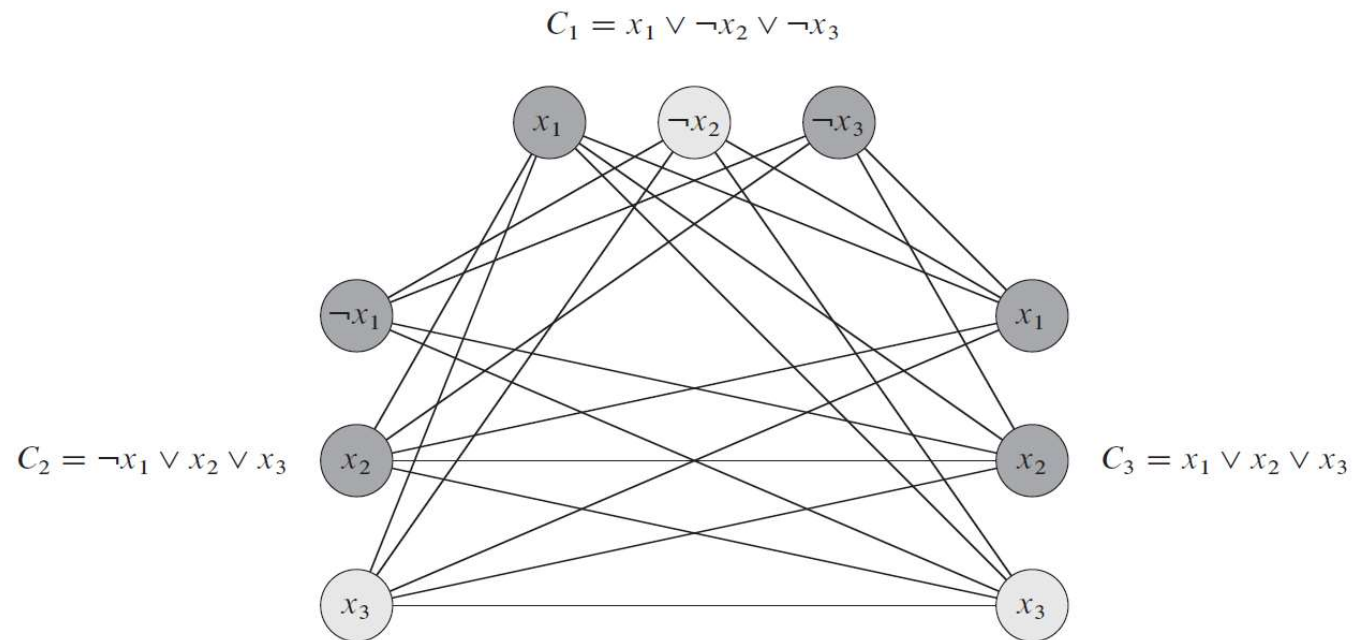 C₁ = x₁ ∨ ¬x₂ ∨ ¬x₃
x₁ ¬x₂ ¬x₃
¬x₁ x₁
C₂ = ¬x₁ ∨ x₂ ∨ x₃ x₂ x₂ C₃ = x₁ ∨ x₂ ∨ x₃
x₃ x₃